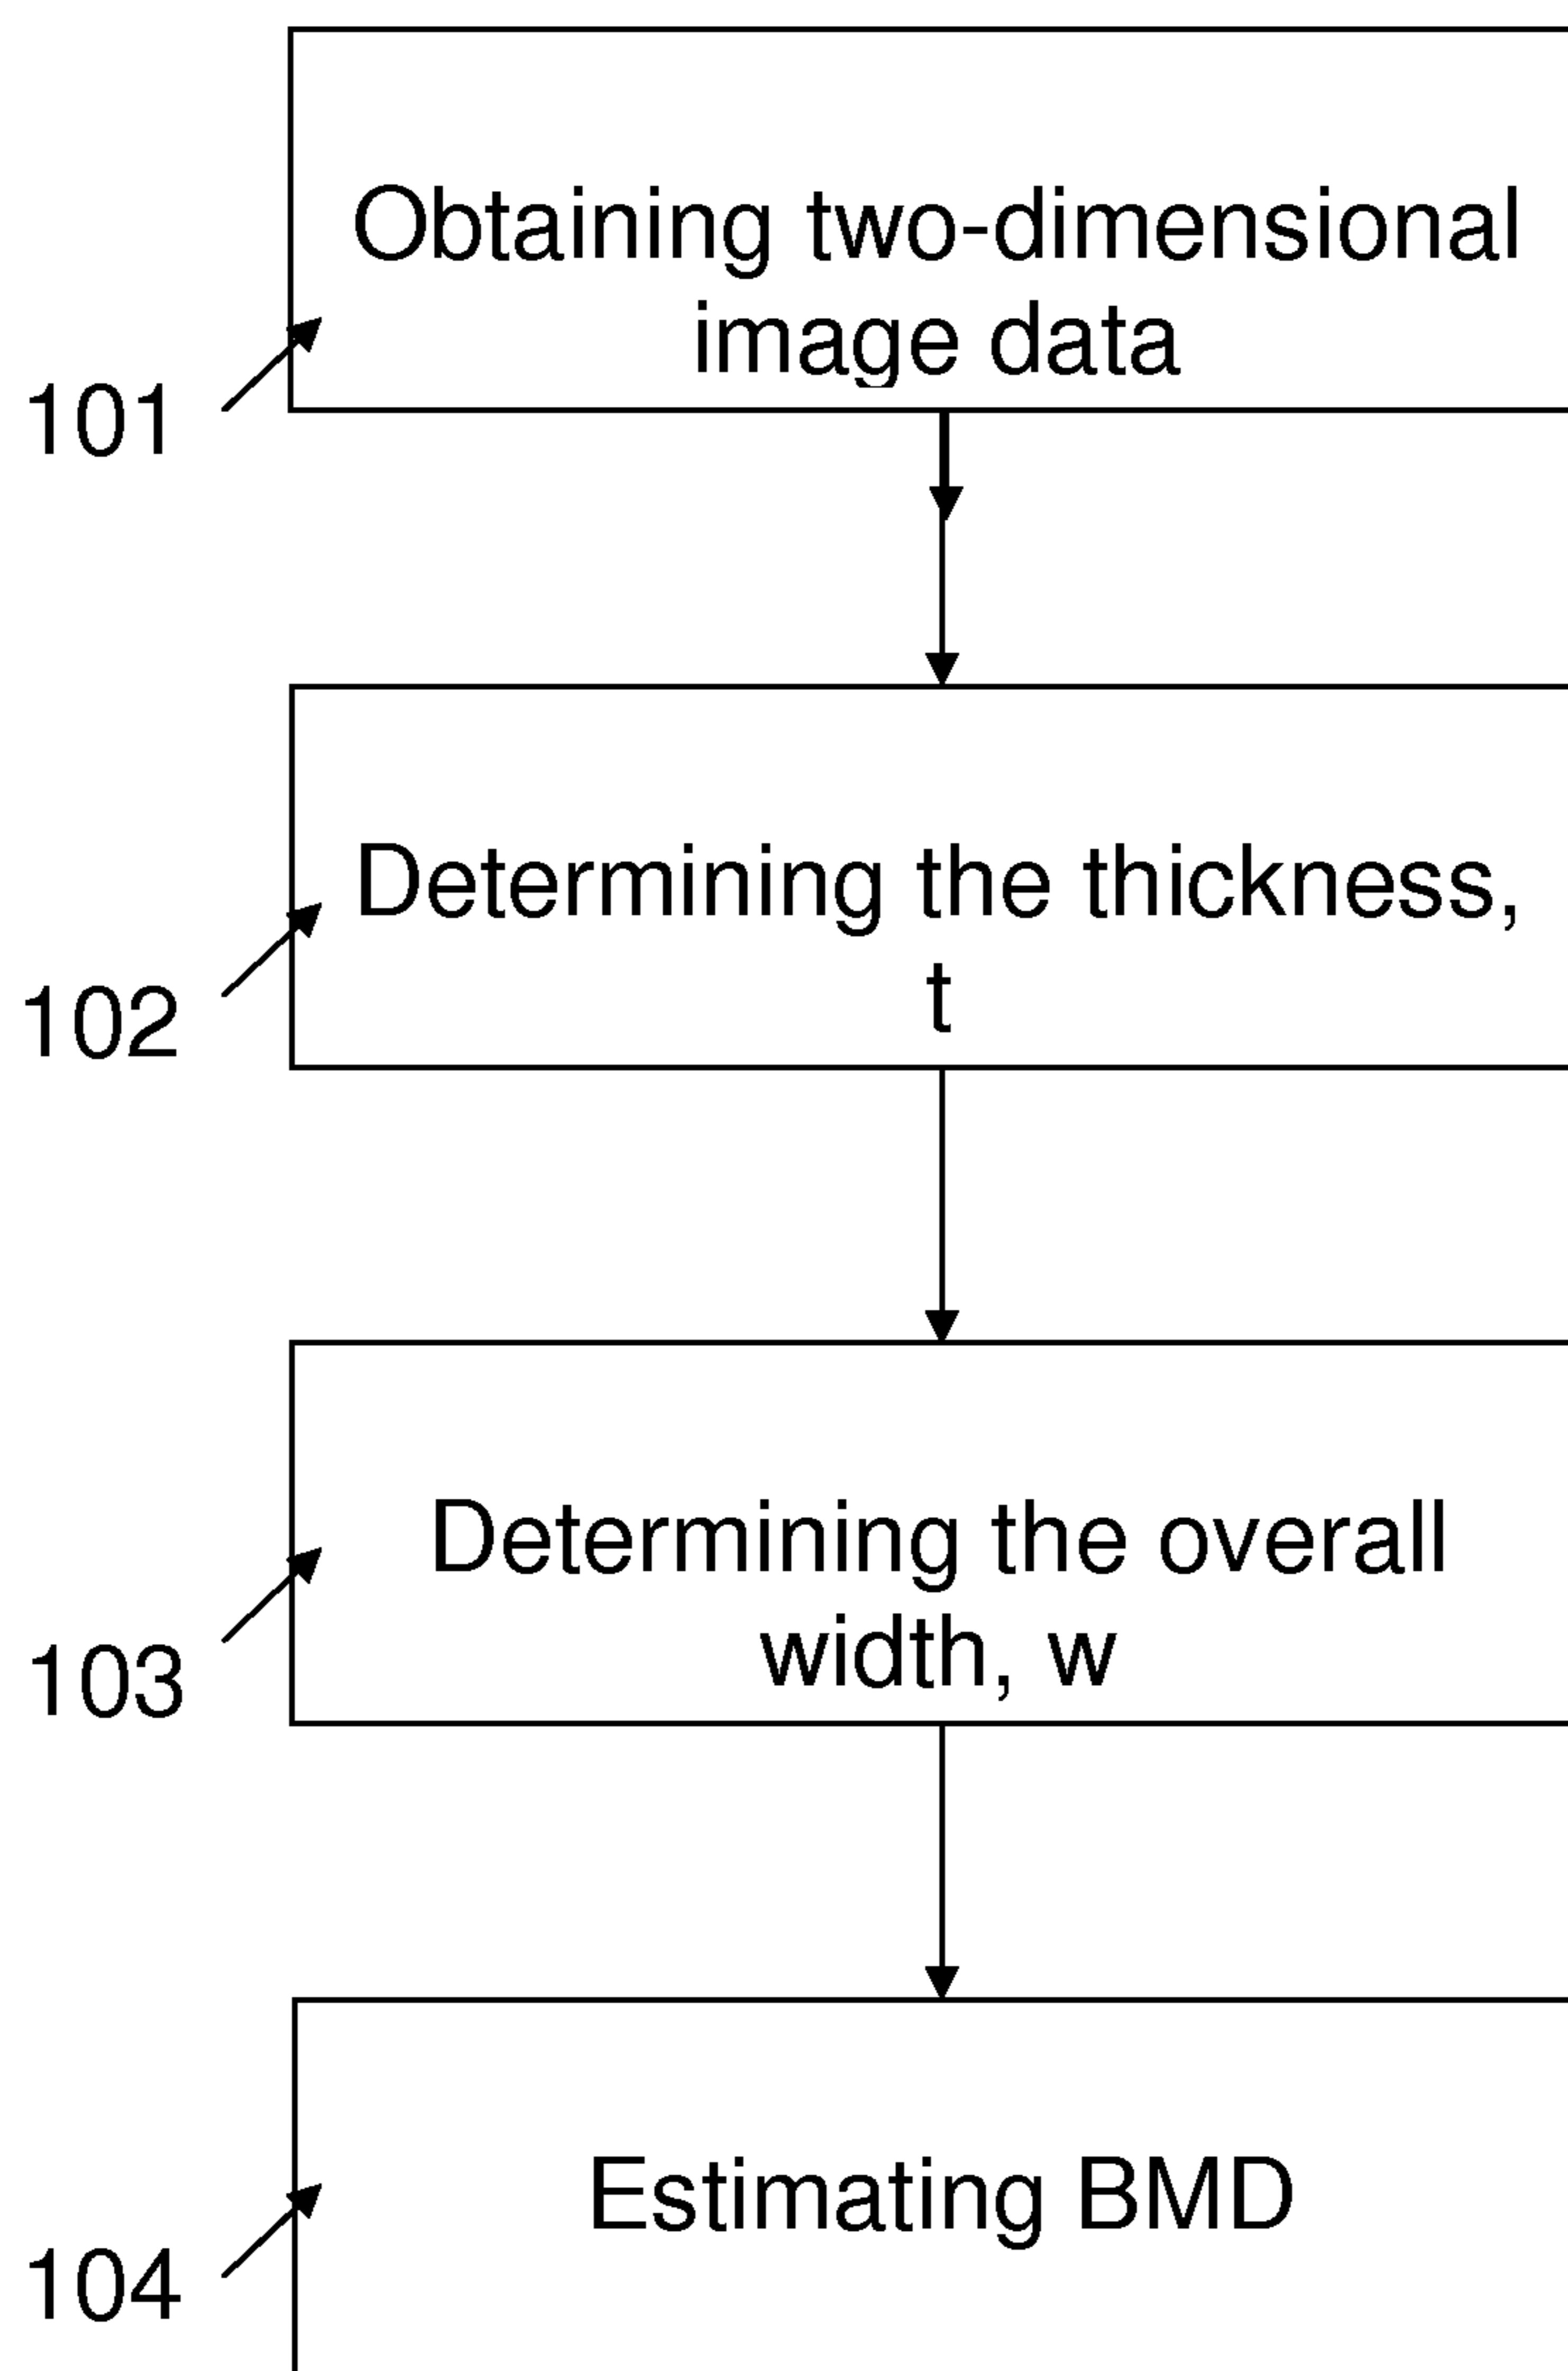 Obtaining two-dimensional
image data
101
Determining the thickness,
t
102
Determining the overall
width, w
103
Estimating BMD
104